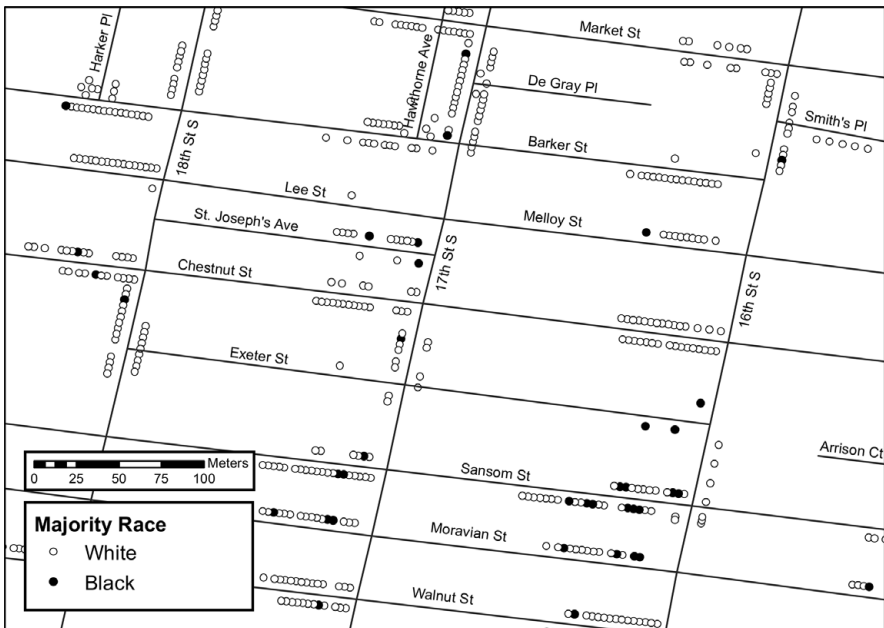 Market St
Harker Pl
Hawthorne Ave
De Gray Pl
Smith's Pl
18th St S
Barker St
Lee St
St. Joseph's Ave
Melloy St
Chestnut St
17th St S
16th St S
Exeter St
Arrison Ct
Meters
0 25 50 75 100
Sansom St
Majority Race
White
Black
Moravian St
Walnut St